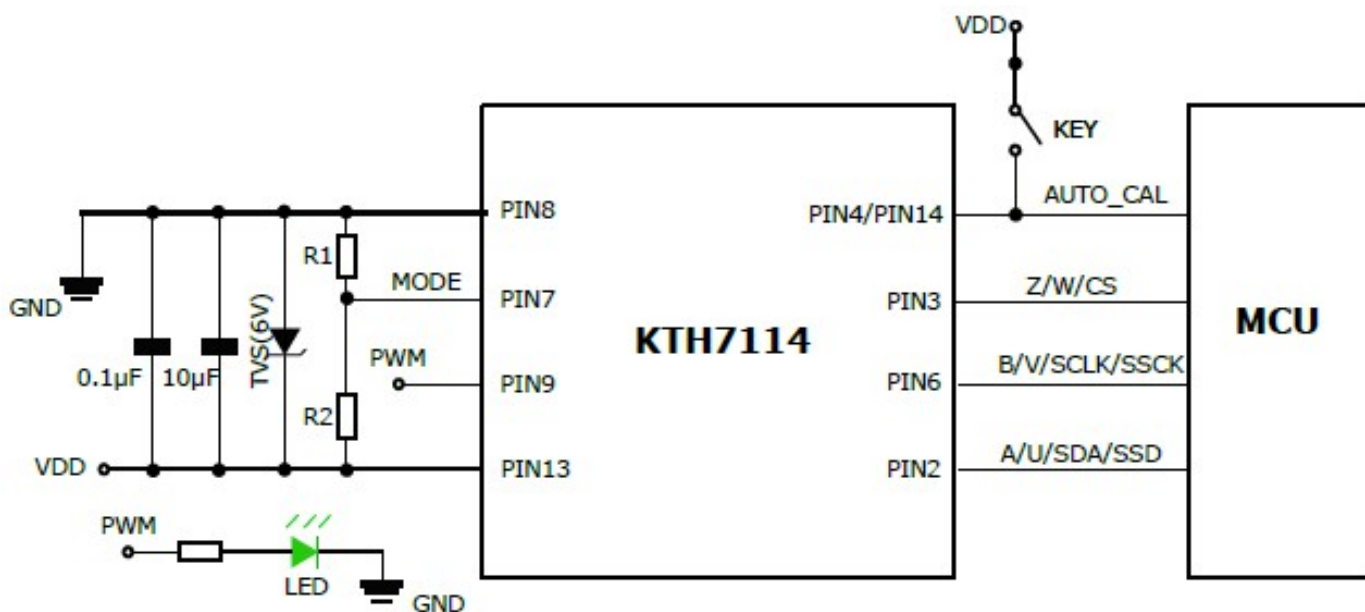 VDD
KEY
PIN8
PIN4/PIN14
AUTO_CAL
R1
MODE
PIN7
PIN3
Z/W/CS
GND
TVS(6V)
KTH7114
MCU
0.1μF
10μF
PWM
PIN9
PIN6
B/V/SCLK/SSCK
R2
VDD
PIN13
PIN2
A/U/SDA/SSD
PWM
LED
GND